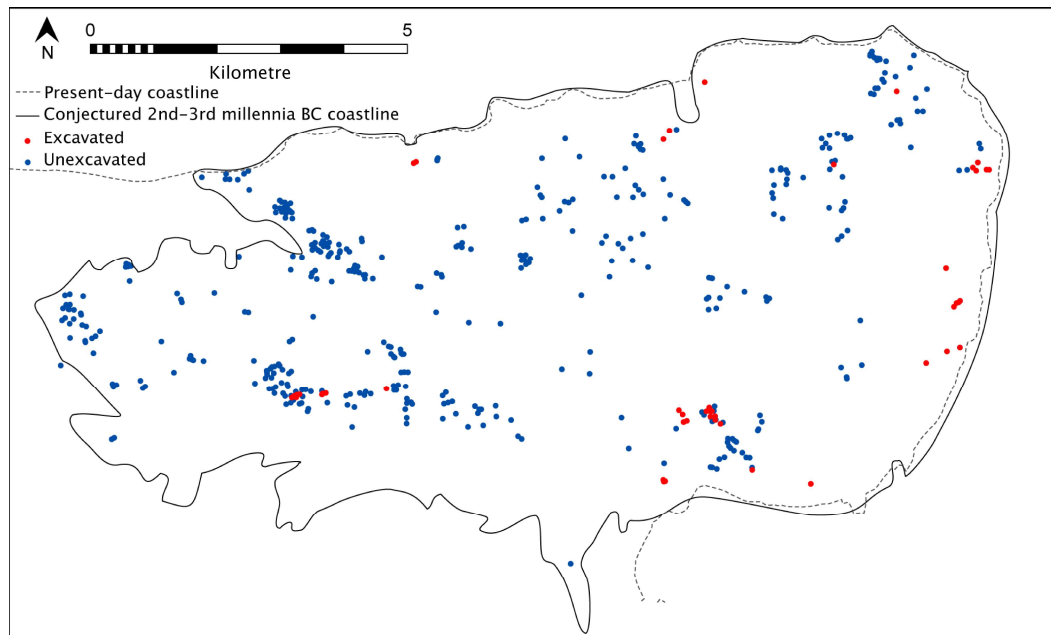 0 5
N
Kilometre
Present-day coastline
Conjectured 2nd-3rd millennia BC coastline
Excavated
Unexcavated